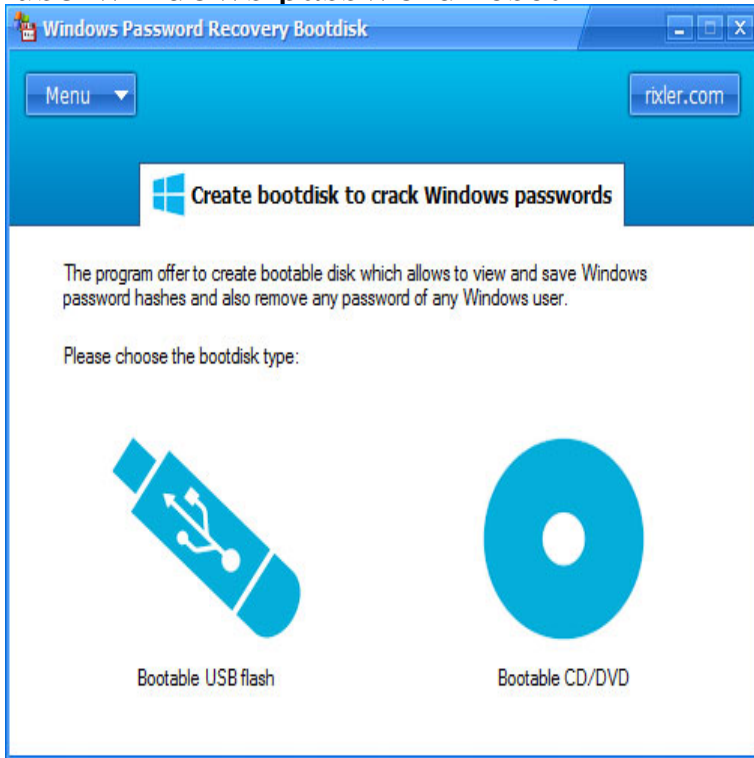 Windows Password Recovery Bootdisk
Menu
rixler.com
Create bootdisk to crack Windows passwords
The program offer to create bootable disk which allows to view and save Windows
password hashes and also remove any password of any Windows user.
Please choose the bootdisk type:
Bootable USB flash
Bootable CD/DVD